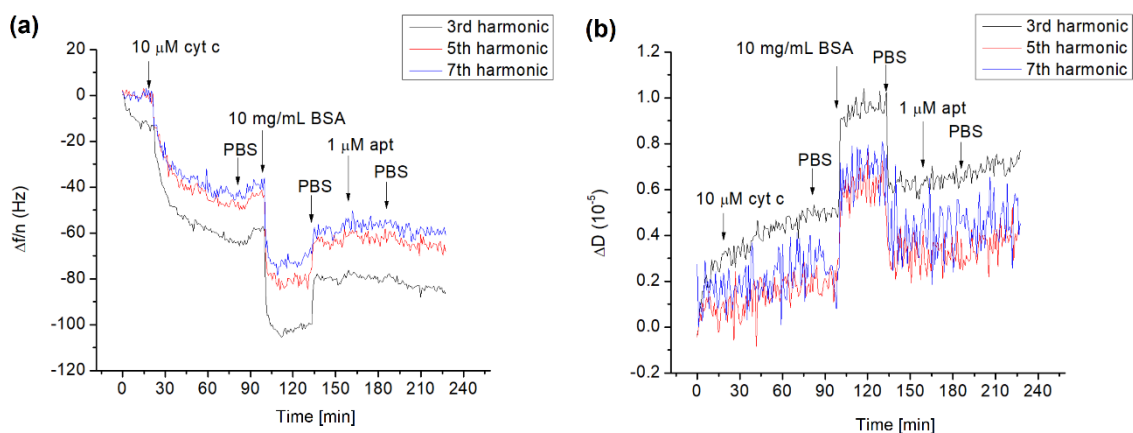 (a)
3rd harmonic
5th harmonic
7th harmonic
10 μM cyt c
PBS
10 mg/mL BSA
PBS
1 μM apt
PBS
20
0
-20
-40
-60
-80
-100
-120
Δf/n (Hz)
0 30 60 90 120 150 180 210 240
Time [min]
(b)
3rd harmonic
5th harmonic
7th harmonic
10 μM cyt c
PBS
10 mg/mL BSA
PBS
1 μM apt
PBS
1.2
1.0
0.8
0.6
0.4
0.2
0.0
-0.2
ΔD (10⁻⁵)
0 30 60 90 120 150 180 210 240
Time [min]